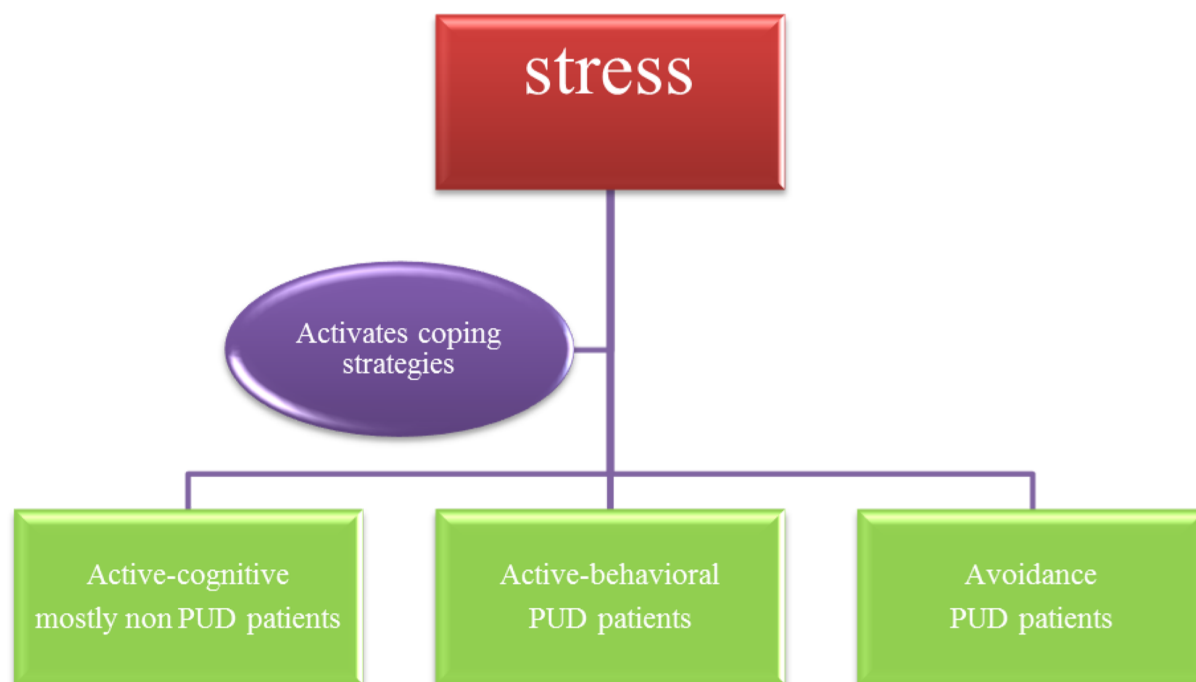 stress
Activates coping
strategies
Active-cognitive
mostly non PUD patients
Active-behavioral
PUD patients
Avoidance
PUD patients